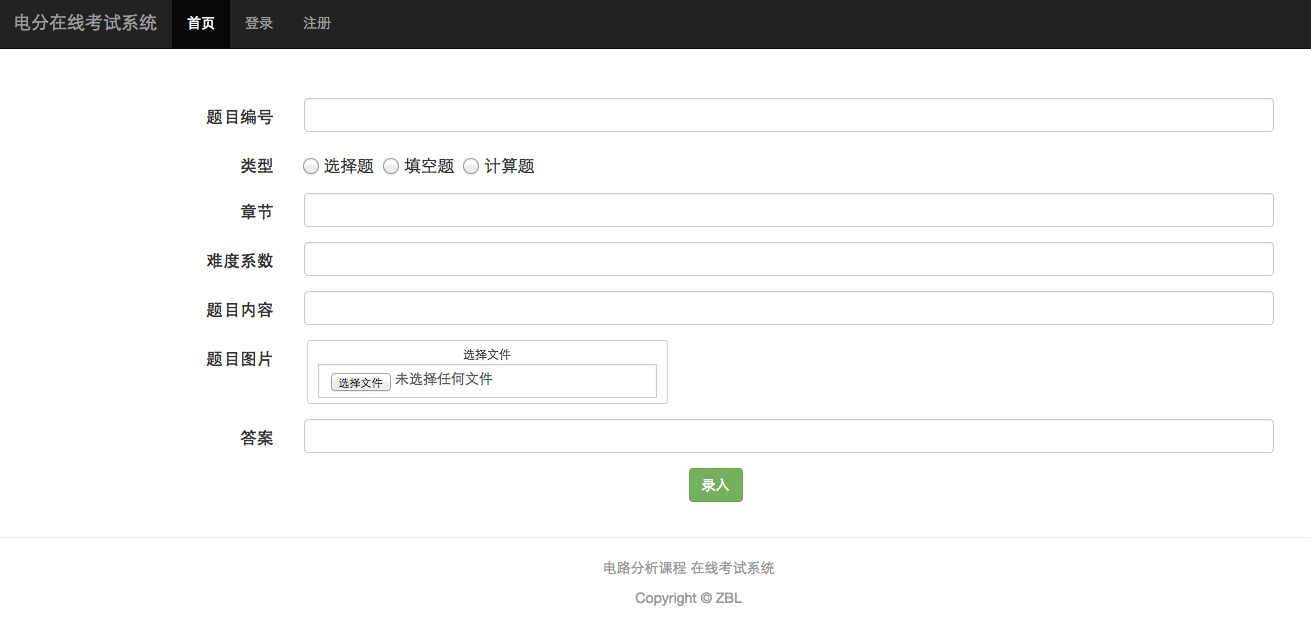 电分在线考试系统 首页 登录 注册
题目编号
类型 选择题 填空题 计算题
章节
难度系数
题目内容
题目图片 选择文件
选择文件 未选择任何文件
答案
录入
电路分析课程 在线考试系统
Copyright © ZBL